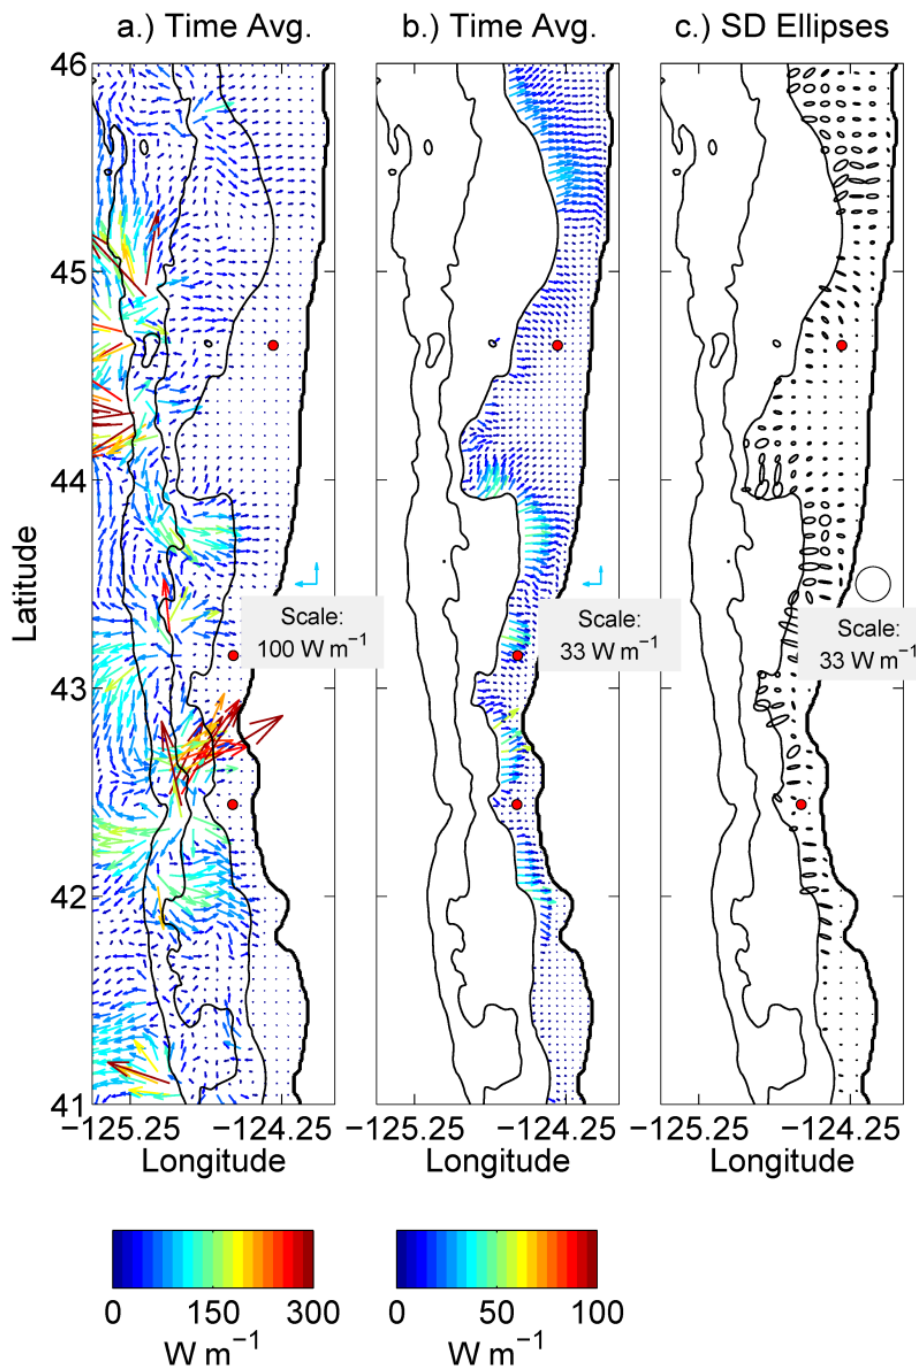 a.) Time Avg.
b.) Time Avg.
c.) SD Ellipses
46
45
44
43
42
41
Latitude
Scale:
100 W m⁻¹
Scale:
33 W m⁻¹
Scale:
33 W m⁻¹
−125.25 −124.25
−125.25 −124.25
−125.25 −124.25
Longitude
Longitude
Longitude
0 150 300
W m⁻¹
0 50 100
W m⁻¹